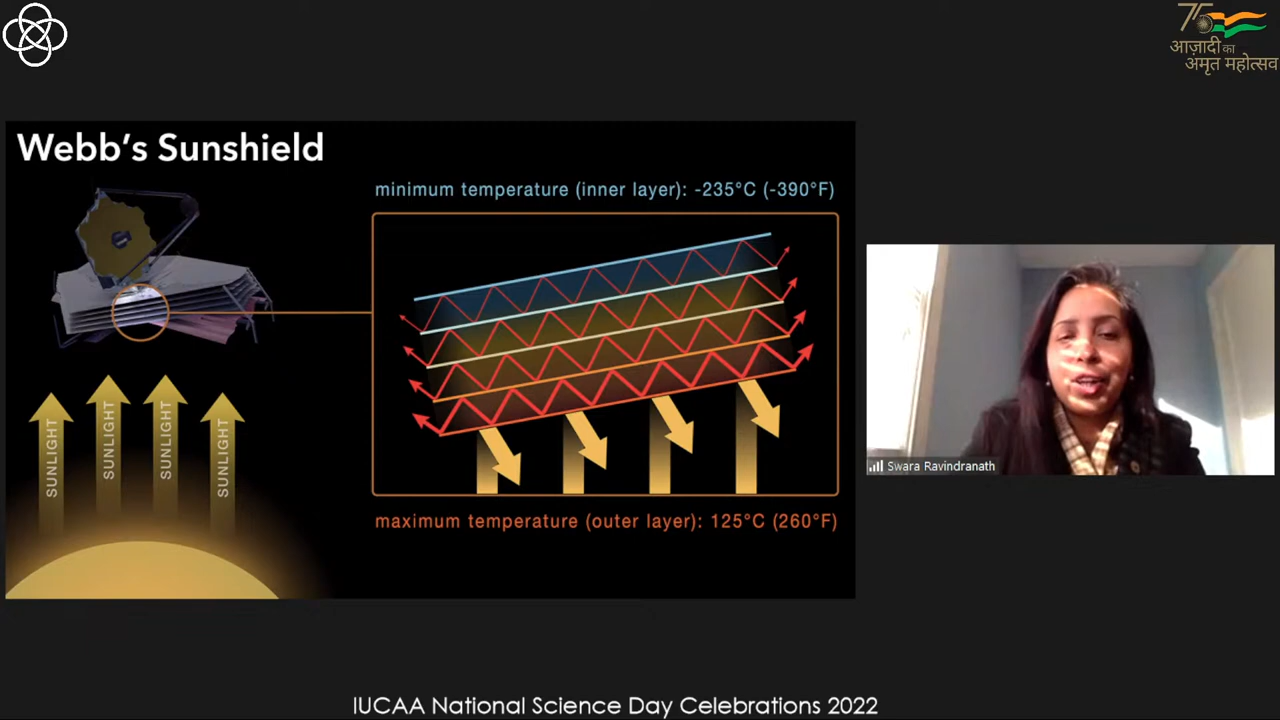 75
आज़ादी का
अमृत महोत्सव
Webb's Sunshield
minimum temperature (inner layer): -235°C (-390°F)
SUNLIGHT
SUNLIGHT
SUNLIGHT
SUNLIGHT
maximum temperature (outer layer): 125°C (260°F)
Swara Ravindranath
IUCAA National Science Day Celebrations 2022